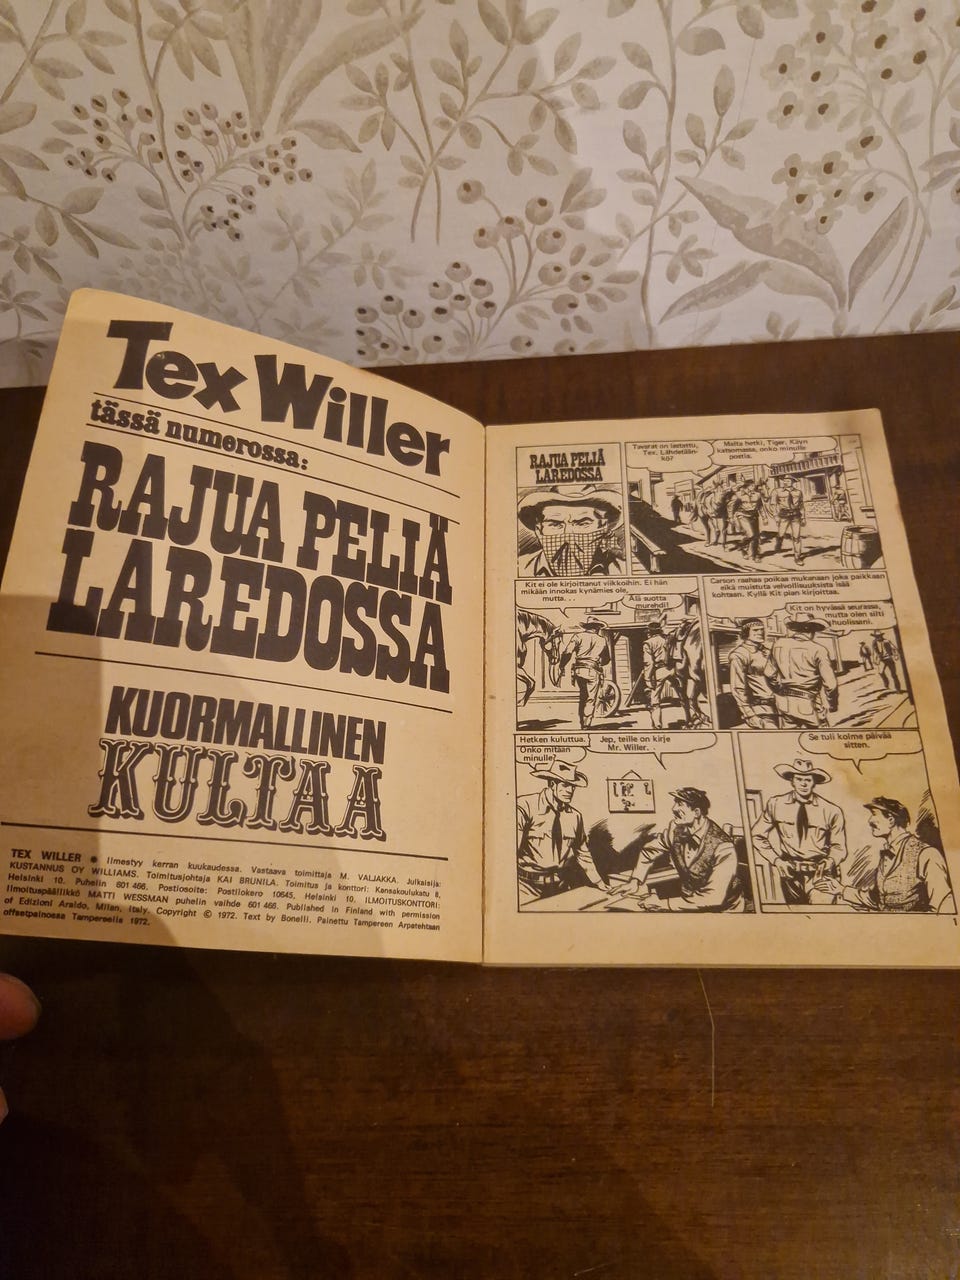 Tex Willer
tässä numerossa:
RAJUA PELIÄ
LAREDOSSA
KUORMALLINEN
KULTAA
TEX WILLER ● Ilmestyy kerran kuukaudessa. Vastaava toimittaja M. VALJAKKA. Julkaisija:
KUSTANNUS OY WILLIAMS. Toimitusjohtaja KAI BRUNILA. Toimitus ja konttori: Kansakoulukatu 8,
Helsinki 10. Puhelin 601 466. Postiosoite: Postilokero 10645, Helsinki 10. ILMOITUSKONTTORI:
Ilmoituspäällikkö MATTI WESSMAN puhelin vaihde 601 466. Published in Finland with permission
of Edizioni Araldo, Milan, Italy. Copyright © 1972. Text by Bonelli. Painettu Tampereen Arpatehtaan
offsetpainossa Tampereella 1972.
RAJUA PELIÄ
LAREDOSSA
Tavarat on lastattu,
Tex. Lähdetään-
kö?
Malta hetki, Tiger. Käyn
katsomassa, onko minulle
postia.
Kit ei ole kirjoittanut viikkoihin. Ei hän
mikään innokas kynämies ole,
mutta. . .
Älä suotta
murehdi!
Carson raahaa poikaa mukanaan joka paikkaan
eikä muistuta velvollisuuksista isää
kohtaan. Kyllä Kit pian kirjoittaa.
Kit on hyvässä seurassa,
mutta olen silti
huolissani.
Hetken kuluttua.
Onko mitään
minulle?
Jep, teille on kirje
Mr. Willer. .
Se tuli kolme päivää
sitten.
1